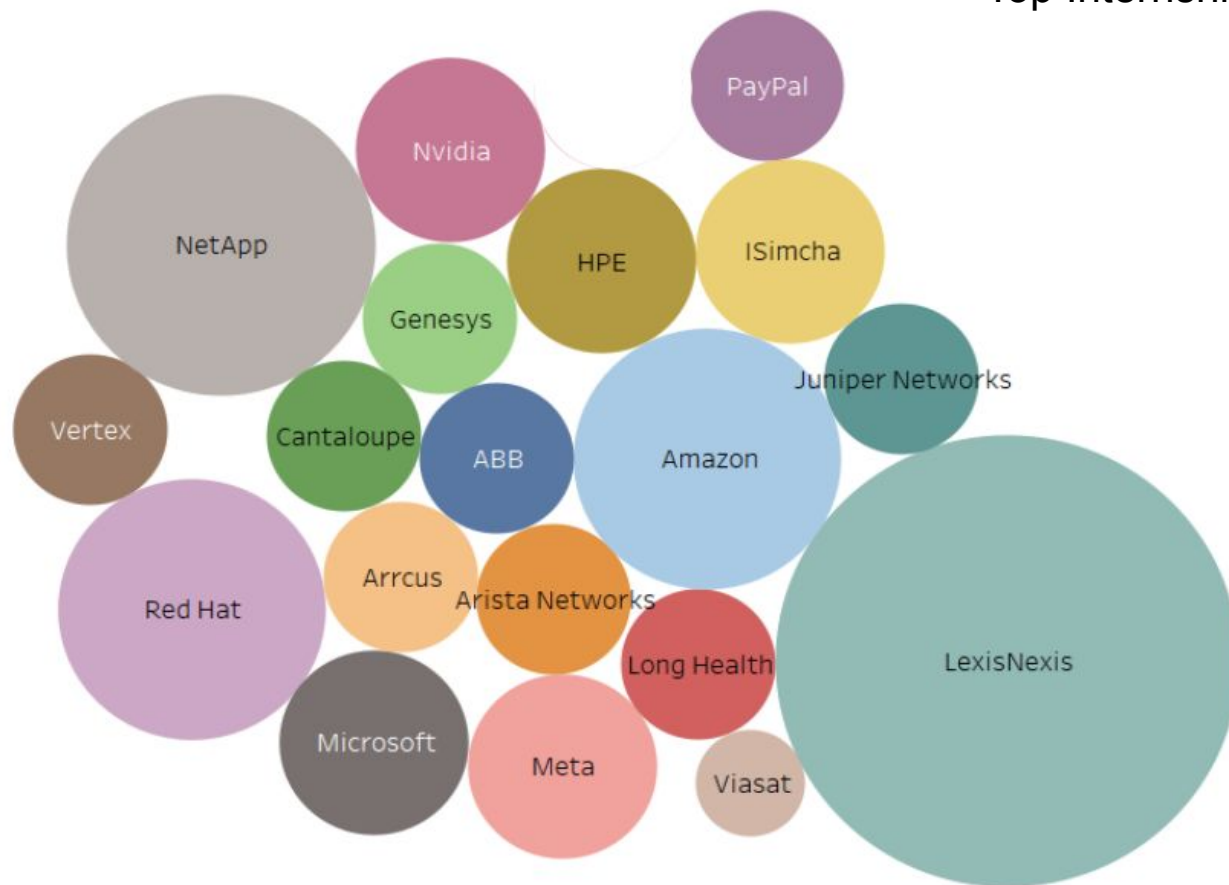 PayPal
Nvidia
NetApp
HPE
ISimcha
Genesys
Juniper Networks
Vertex
Cantaloupe
ABB
Amazon
Arrcus
Arista Networks
Red Hat
Long Health
LexisNexis
Microsoft
Meta
Viasat